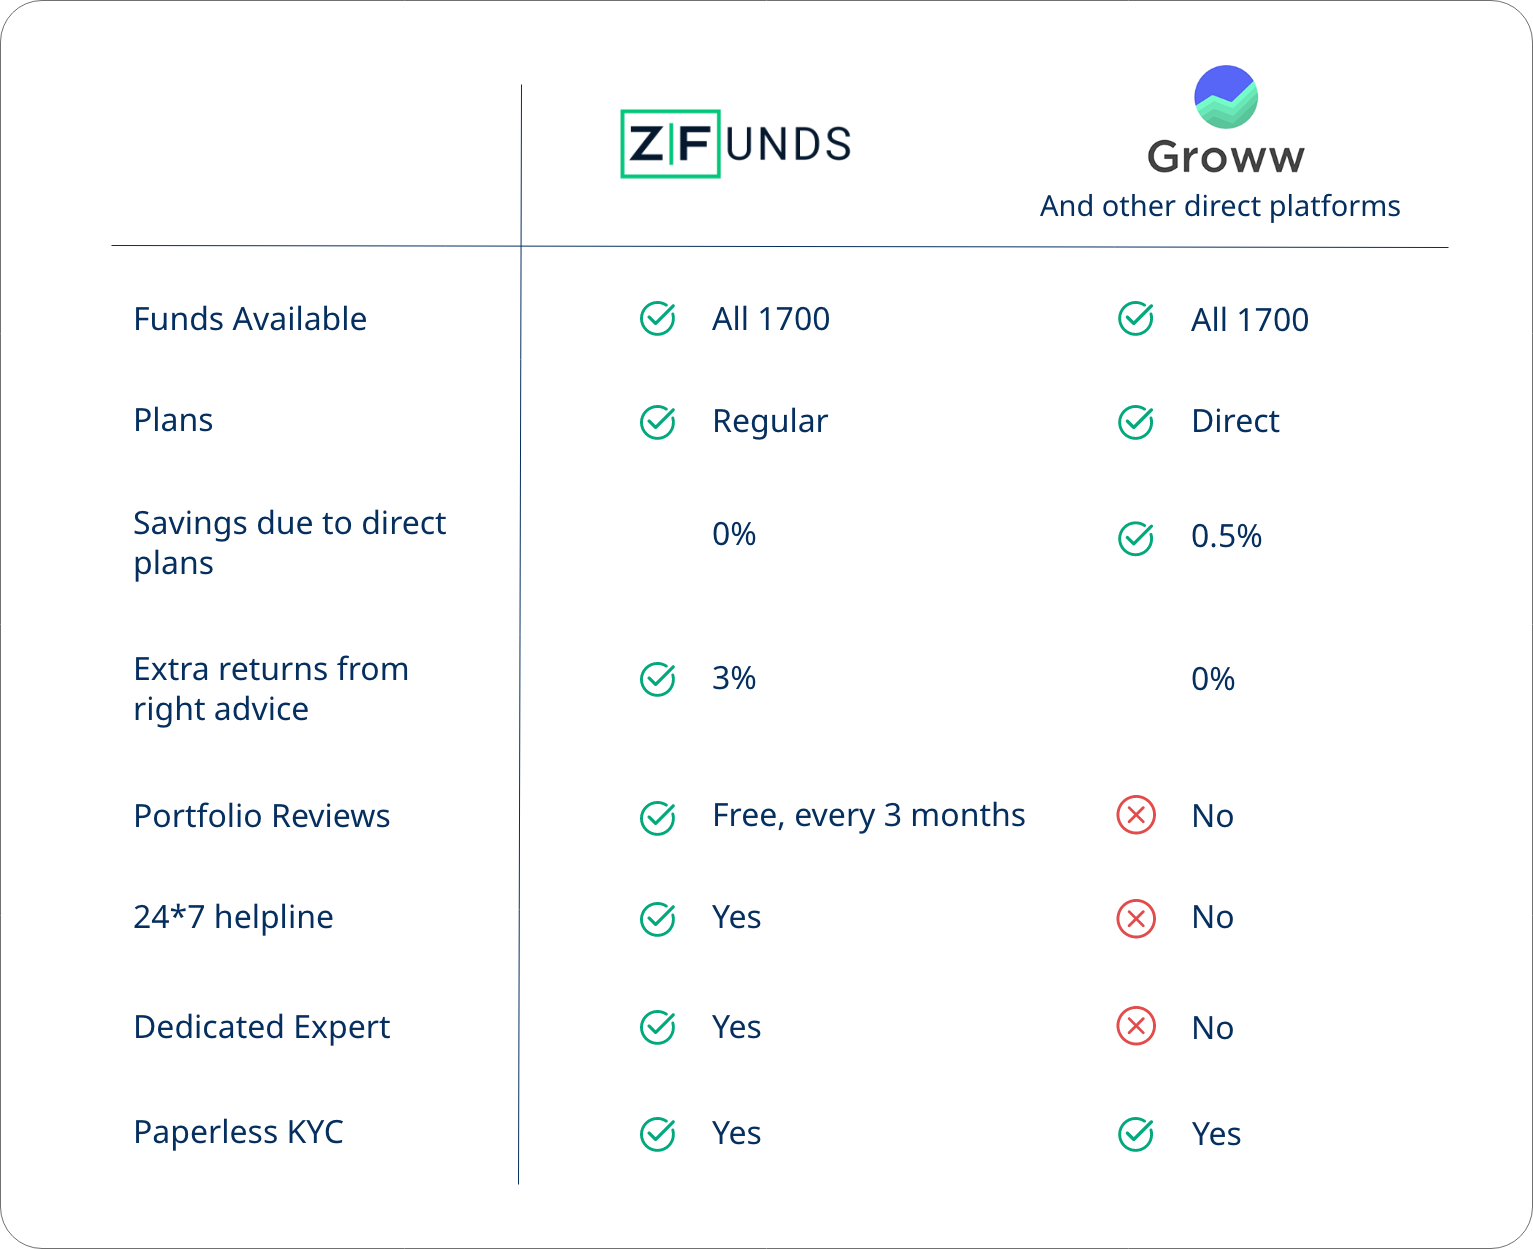 Z|FUNDS
Groww
And other direct platforms
Funds Available All 1700 All 1700
Plans Regular Direct
Savings due to direct
plans
0% 0.5%
Extra returns from
right advice
3% 0%
Portfolio Reviews Free, every 3 months No
24*7 helpline Yes No
Dedicated Expert Yes No
Paperless KYC Yes Yes